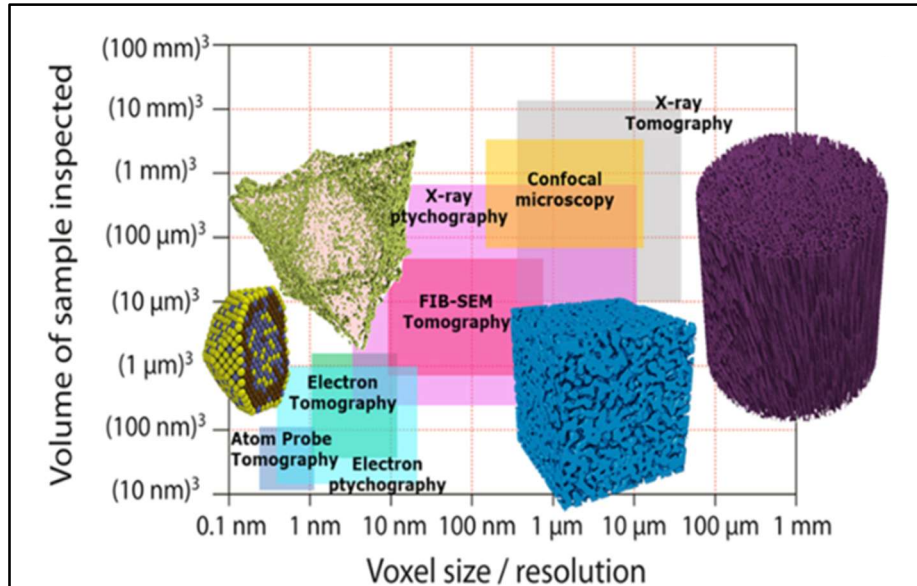 Volume of sample inspected
(100 mm)³
(10 mm)³
(1 mm)³
(100 µm)³
(10 µm)³
(1 µm)³
(100 nm)³
(10 nm)³
X-ray
Tomography
Confocal
microscopy
X-ray
ptychography
FIB-SEM
Tomography
Electron
Tomography
Atom Probe
Tomography
Electron
ptychography
0.1 nm 1 nm 10 nm 100 nm 1 µm 10 µm 100 µm 1 mm
Voxel size / resolution